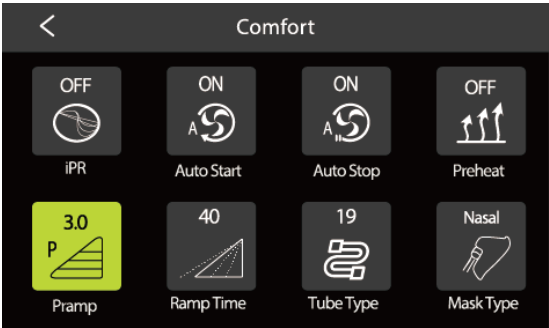 Comfort
OFF
ON
ON
OFF
A
A
iPR
Auto Start
Auto Stop
Preheat
3.0
40
19
Nasal
P
Pramp
Ramp Time
Tube Type
Mask Type